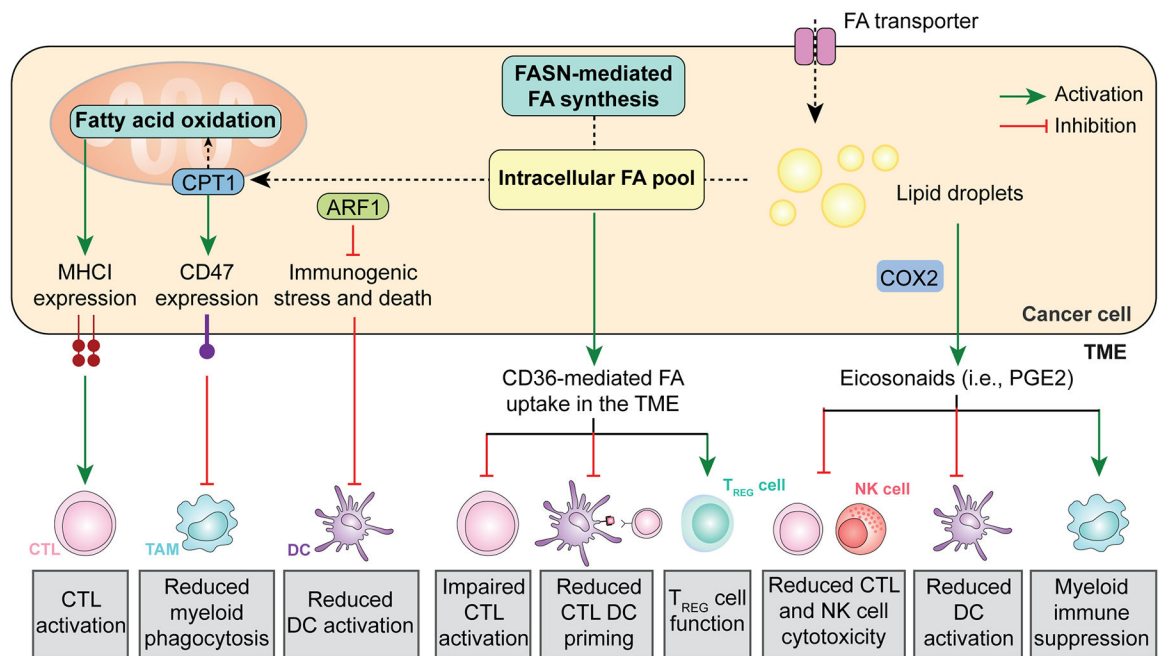 FA transporter
FASN-mediated
FA synthesis
Activation
Inhibition
Fatty acid oxidation
CPT1
Intracellular FA pool
Lipid droplets
ARF1
MHCI
expression
CD47
expression
Immunogenic
stress and death
COX2
Cancer cell
TME
CD36-mediated FA
uptake in the TME
Eicosonaids (i.e., PGE2)
CTL
TAM
DC
TREG cell
NK cell
CTL
activation
Reduced
myeloid
phagocytosis
Reduced
DC activation
Impaired
CTL
activation
Reduced
CTL DC
priming
TREG cell
function
Reduced CTL
and NK cell
cytotoxicity
Reduced
DC
activation
Myeloid
immune
suppression